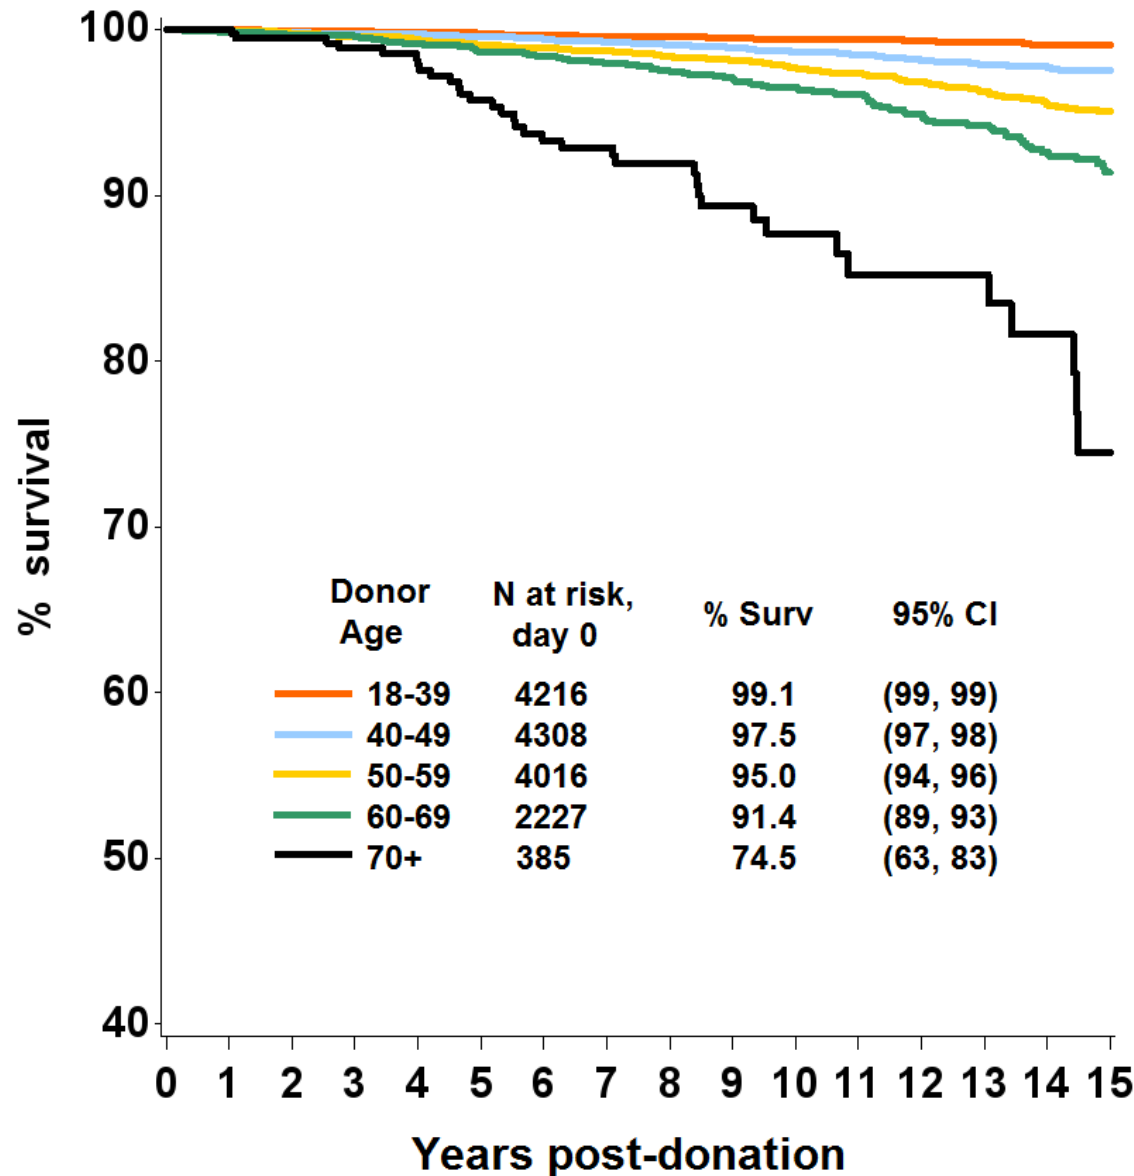 100
90
80
70
60
50
40
% survival
Donor Age N at risk, day 0 % Surv 95% CI
18-39 4216 99.1 (99, 99)
40-49 4308 97.5 (97, 98)
50-59 4016 95.0 (94, 96)
60-69 2227 91.4 (89, 93)
70+ 385 74.5 (63, 83)
0 1 2 3 4 5 6 7 8 9 10 11 12 13 14 15
Years post-donation